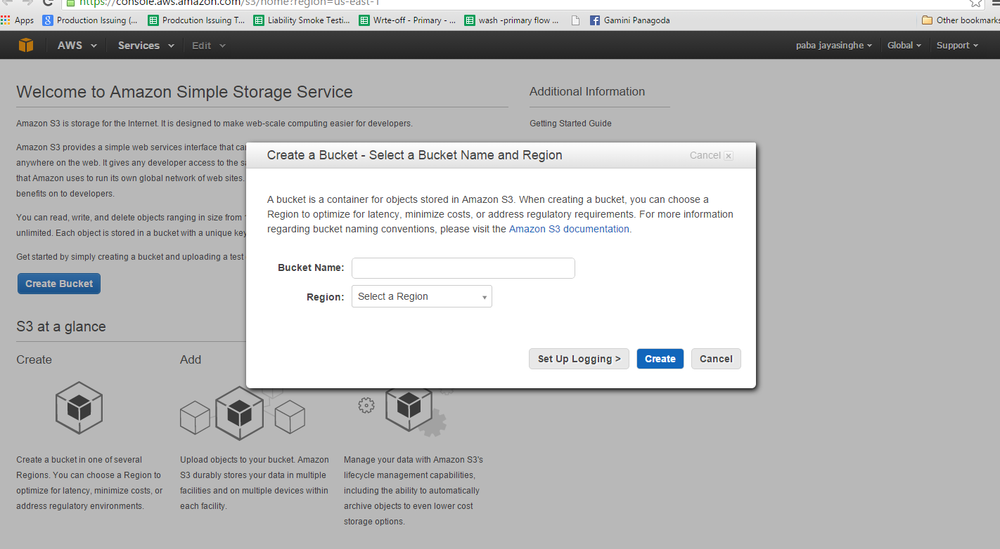 https://console.aws.amazon.com/s3/home?region=us-east-1
Apps Production Issuing (... Prodcution Issuing T... Liability Smoke Testi... Wrte-off - Primary - ... wash -primary flow ... Gamini Panagoda Other bookmarks
AWS Services Edit paba jayasinghe Global Support
Welcome to Amazon Simple Storage Service
Additional Information
Amazon S3 is storage for the Internet. It is designed to make web-scale computing easier for developers.
Getting Started Guide
Amazon S3 provides a simple web services interface that can
anywhere on the web. It gives any developer access to the
that Amazon uses to run its own global network of web sites.
benefits on to developers.
You can read, write, and delete objects ranging in size from
unlimited. Each object is stored in a bucket with a unique key
Get started by simply creating a bucket and uploading a test
Create Bucket
Create a Bucket - Select a Bucket Name and Region
Cancel x
A bucket is a container for objects stored in Amazon S3. When creating a bucket, you can choose a
Region to optimize for latency, minimize costs, or address regulatory requirements. For more information
regarding bucket naming conventions, please visit the Amazon S3 documentation.
Bucket Name:
Region: Select a Region
Set Up Logging > Create Cancel
S3 at a glance
Create
Add
Create a bucket in one of several
Regions. You can choose a Region to
optimize for latency, minimize costs, or
address regulatory environments.
Upload objects to your bucket. Amazon
S3 durably stores your data in multiple
facilities and on multiple devices within
each facility.
Manage your data with Amazon S3's
lifecycle management capabilities,
including the ability to automatically
archive objects to even lower cost
storage options.